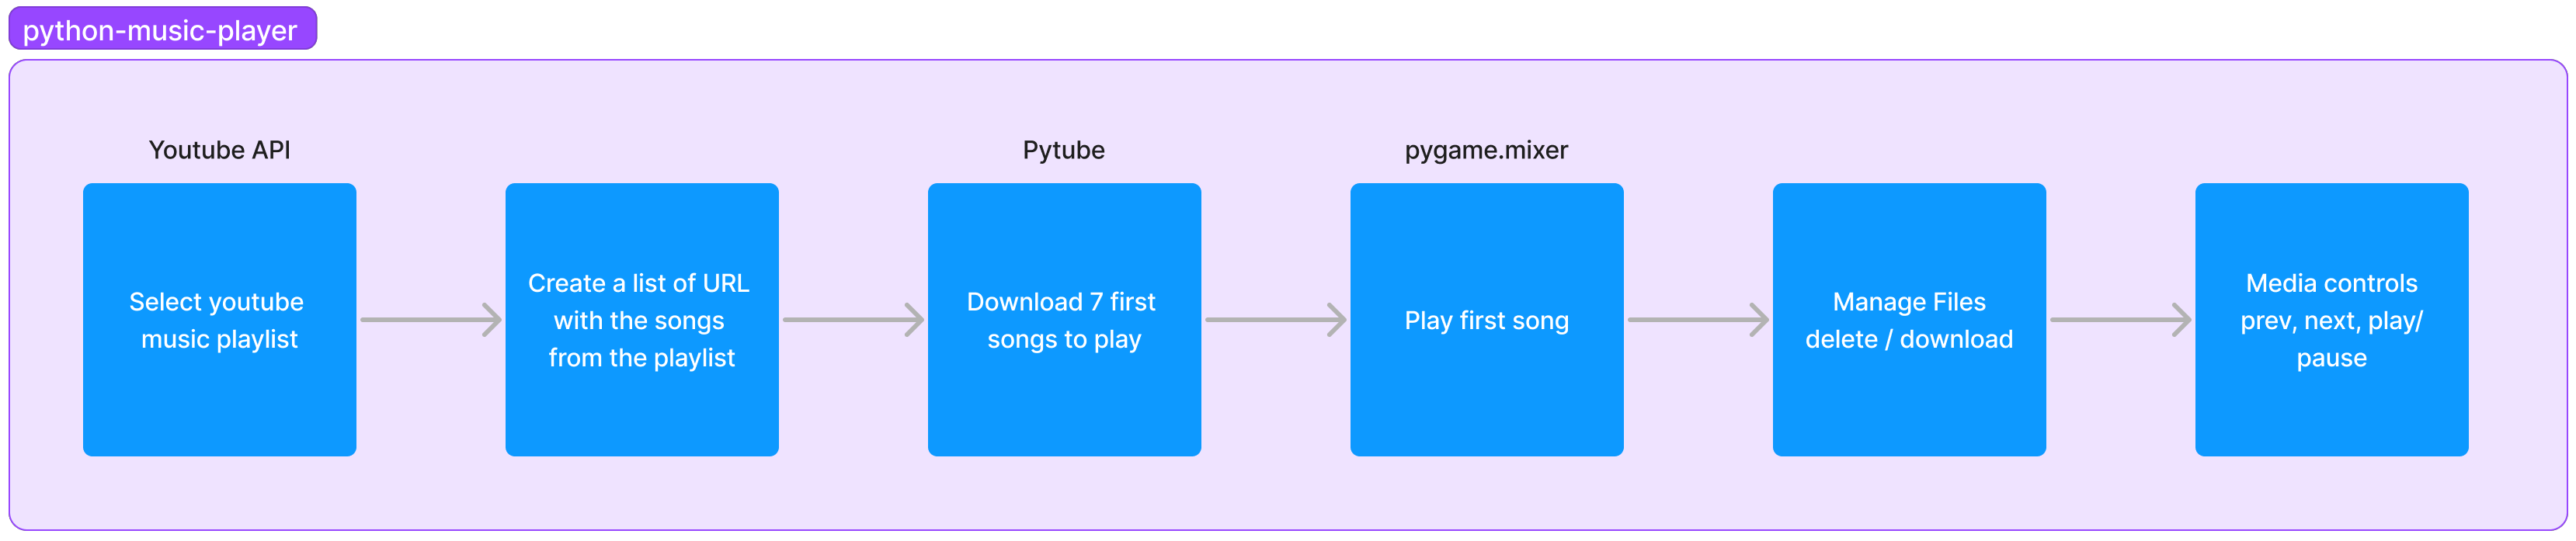 python-music-player
Youtube API
Pytube
pygame.mixer
Select youtube
music playlist
Create a list of URL
with the songs
from the playlist
Download 7 first
songs to play
Play first song
Manage Files
delete / download
Media controls
prev, next, play/
pause